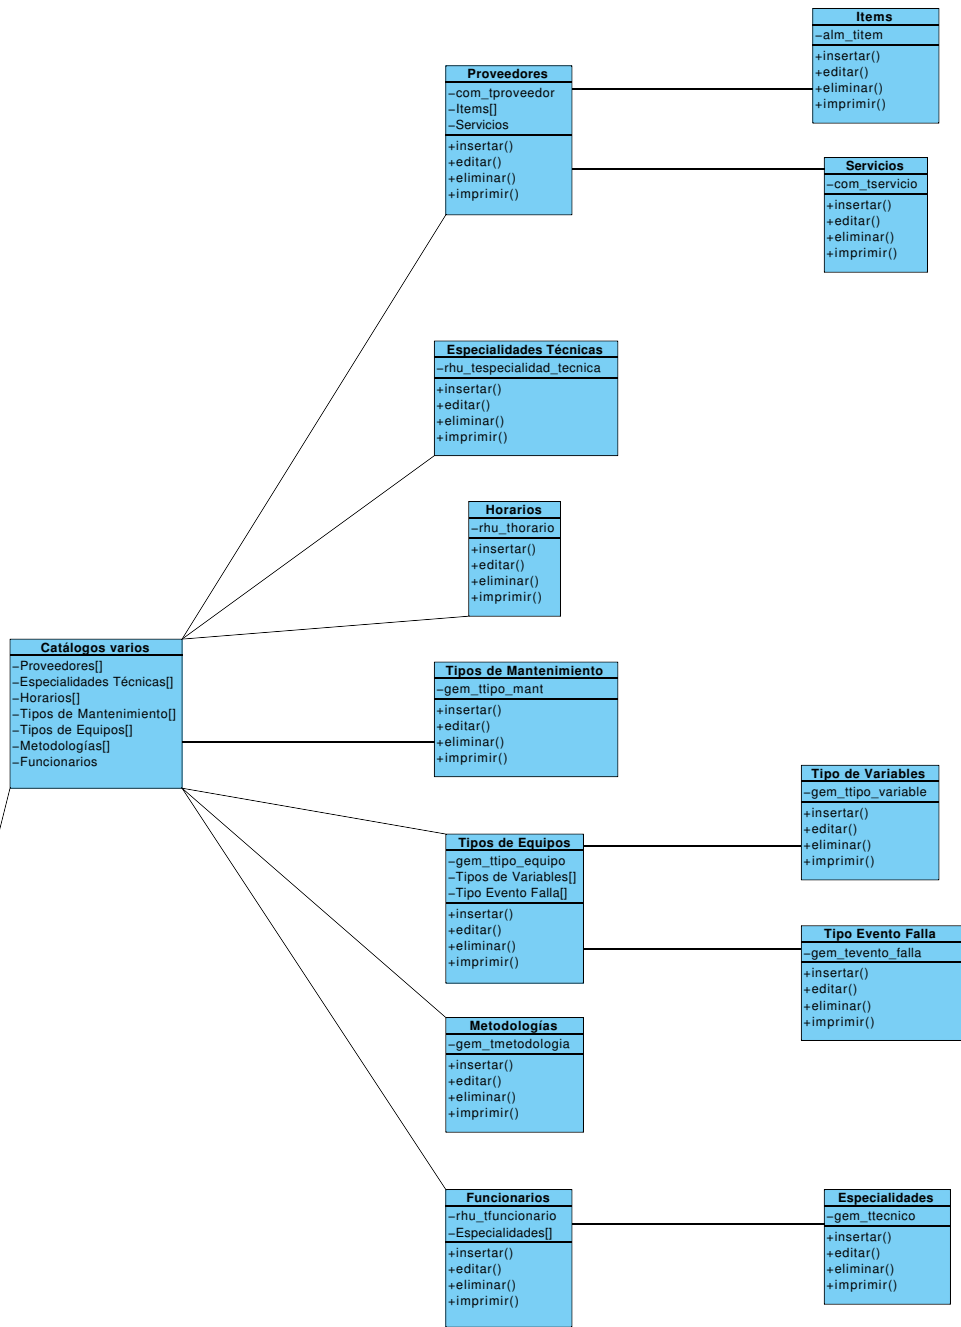 Items
–alm_titem
+insertar()
+editar()
+eliminar()
+imprimir()
Proveedores
–com_tproveedor
–Items[]
–Servicios
+insertar()
+editar()
+eliminar()
+imprimir()
Servicios
–com_tservicio
+insertar()
+editar()
+eliminar()
+imprimir()
Especialidades Técnicas
–rhu_tespecialidad_tecnica
+insertar()
+editar()
+eliminar()
+imprimir()
Horarios
–rhu_thorario
+insertar()
+editar()
+eliminar()
+imprimir()
Catálogos varios
–Proveedores[]
–Especialidades Técnicas[]
–Horarios[]
–Tipos de Mantenimiento[]
–Tipos de Equipos[]
–Metodologías[]
–Funcionarios
Tipos de Mantenimiento
–gem_ttipo_mant
+insertar()
+editar()
+eliminar()
+imprimir()
Tipo de Variables
–gem_ttipo_variable
+insertar()
+editar()
+eliminar()
+imprimir()
Tipos de Equipos
–gem_ttipo_equipo
–Tipos de Variables[]
–Tipo Evento Falla[]
+insertar()
+editar()
+eliminar()
+imprimir()
Tipo Evento Falla
–gem_tevento_falla
+insertar()
+editar()
+eliminar()
+imprimir()
Metodologías
–gem_tmetodologia
+insertar()
+editar()
+eliminar()
+imprimir()
Funcionarios
–rhu_tfuncionario
–Especialidades[]
+insertar()
+editar()
+eliminar()
+imprimir()
Especialidades
–gem_ttecnico
+insertar()
+editar()
+eliminar()
+imprimir()